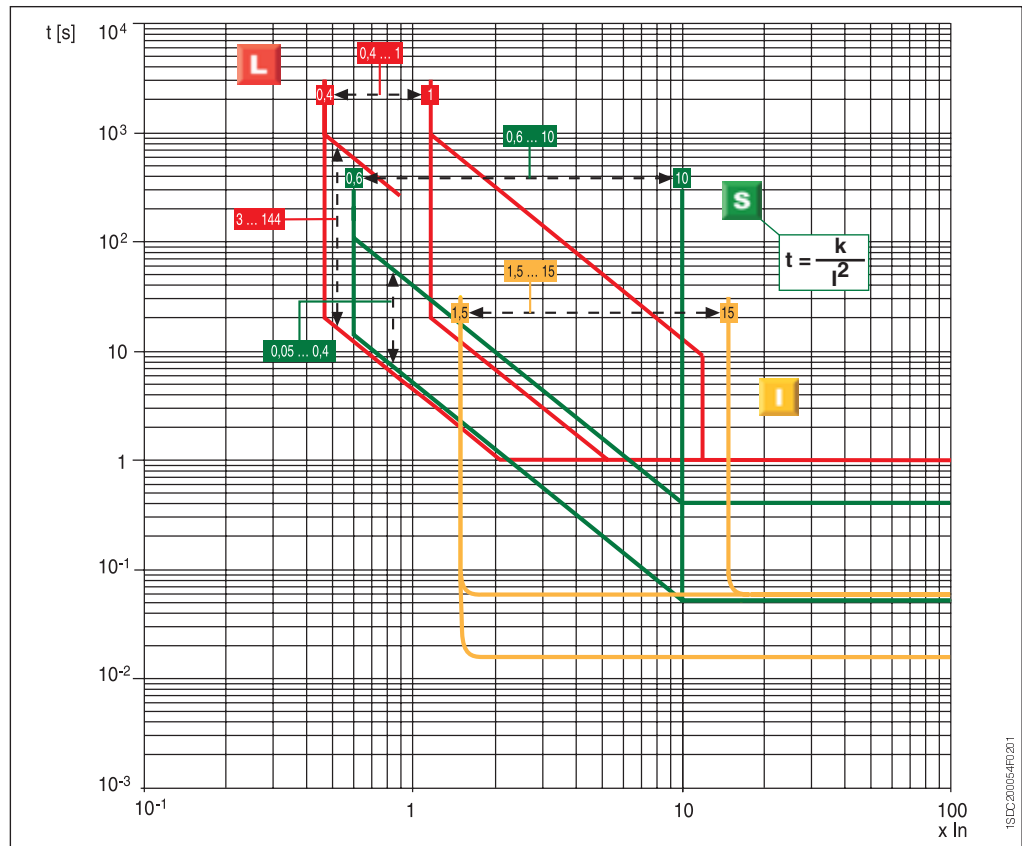 t [s]
10⁴
10³
10²
10
1
10⁻¹
10⁻²
10⁻³
L
0,4 ... 1
0,4
1
0,6 ... 10
0,6
10
S
t = k / I²
3 ... 144
1,5 ... 15
1,5
15
0,05 ... 0,4
I
10⁻¹
1
10
100
x In
1SDC200054F0201